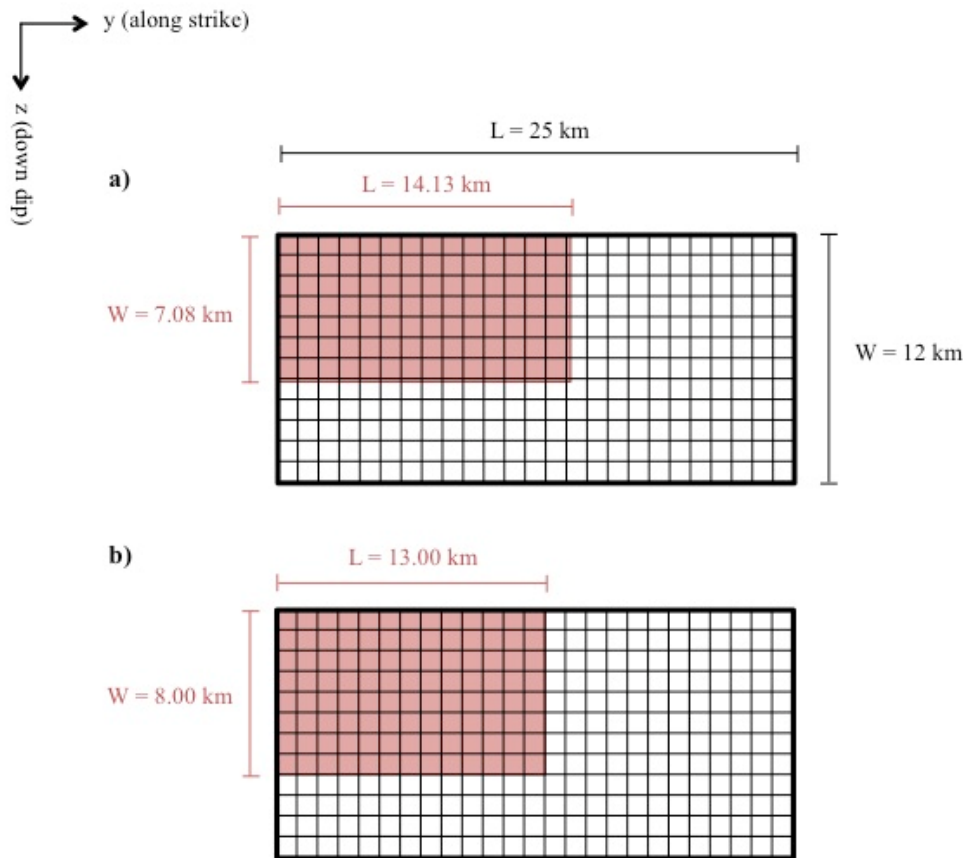 y (along strike)
z (down dip)
L = 25 km
a)
L = 14.13 km
W = 7.08 km
W = 12 km
b)
L = 13.00 km
W = 8.00 km